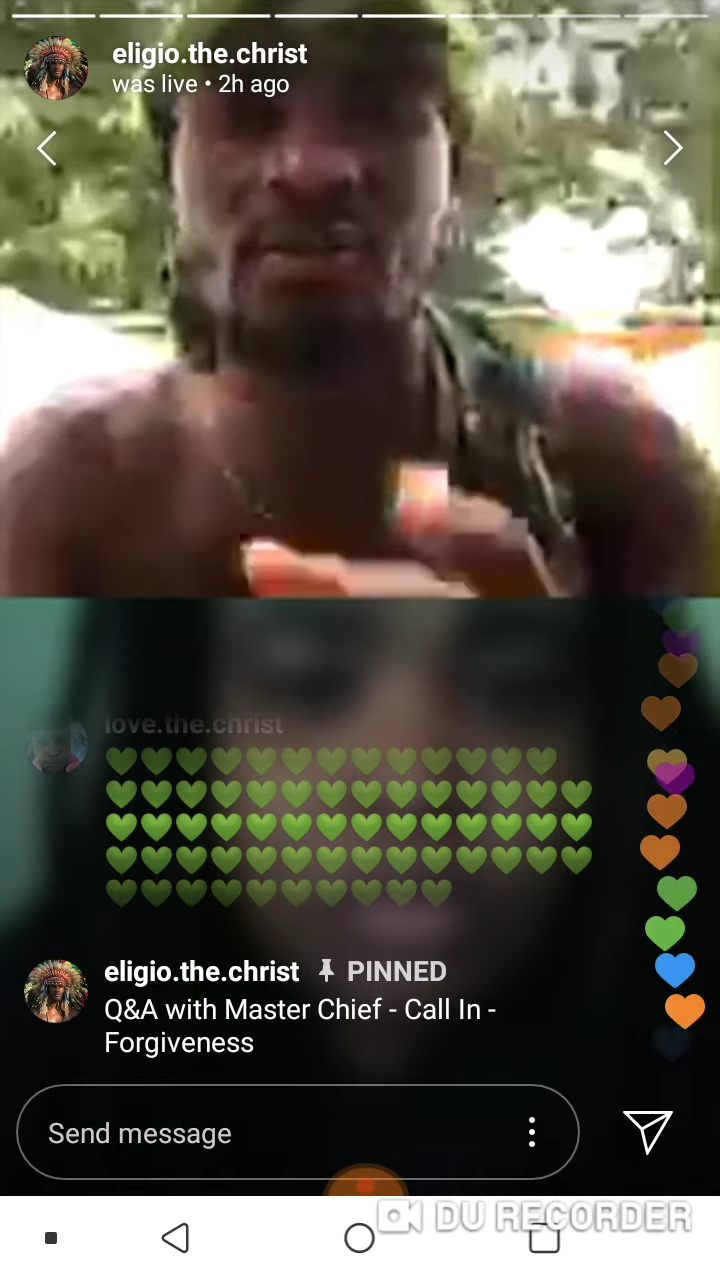 eligio.the.christ
was live • 2h ago
love.the.christ
eligio.the.christ PINNED
Q&A with Master Chief - Call In -
Forgiveness
Send message
DU RECORDER